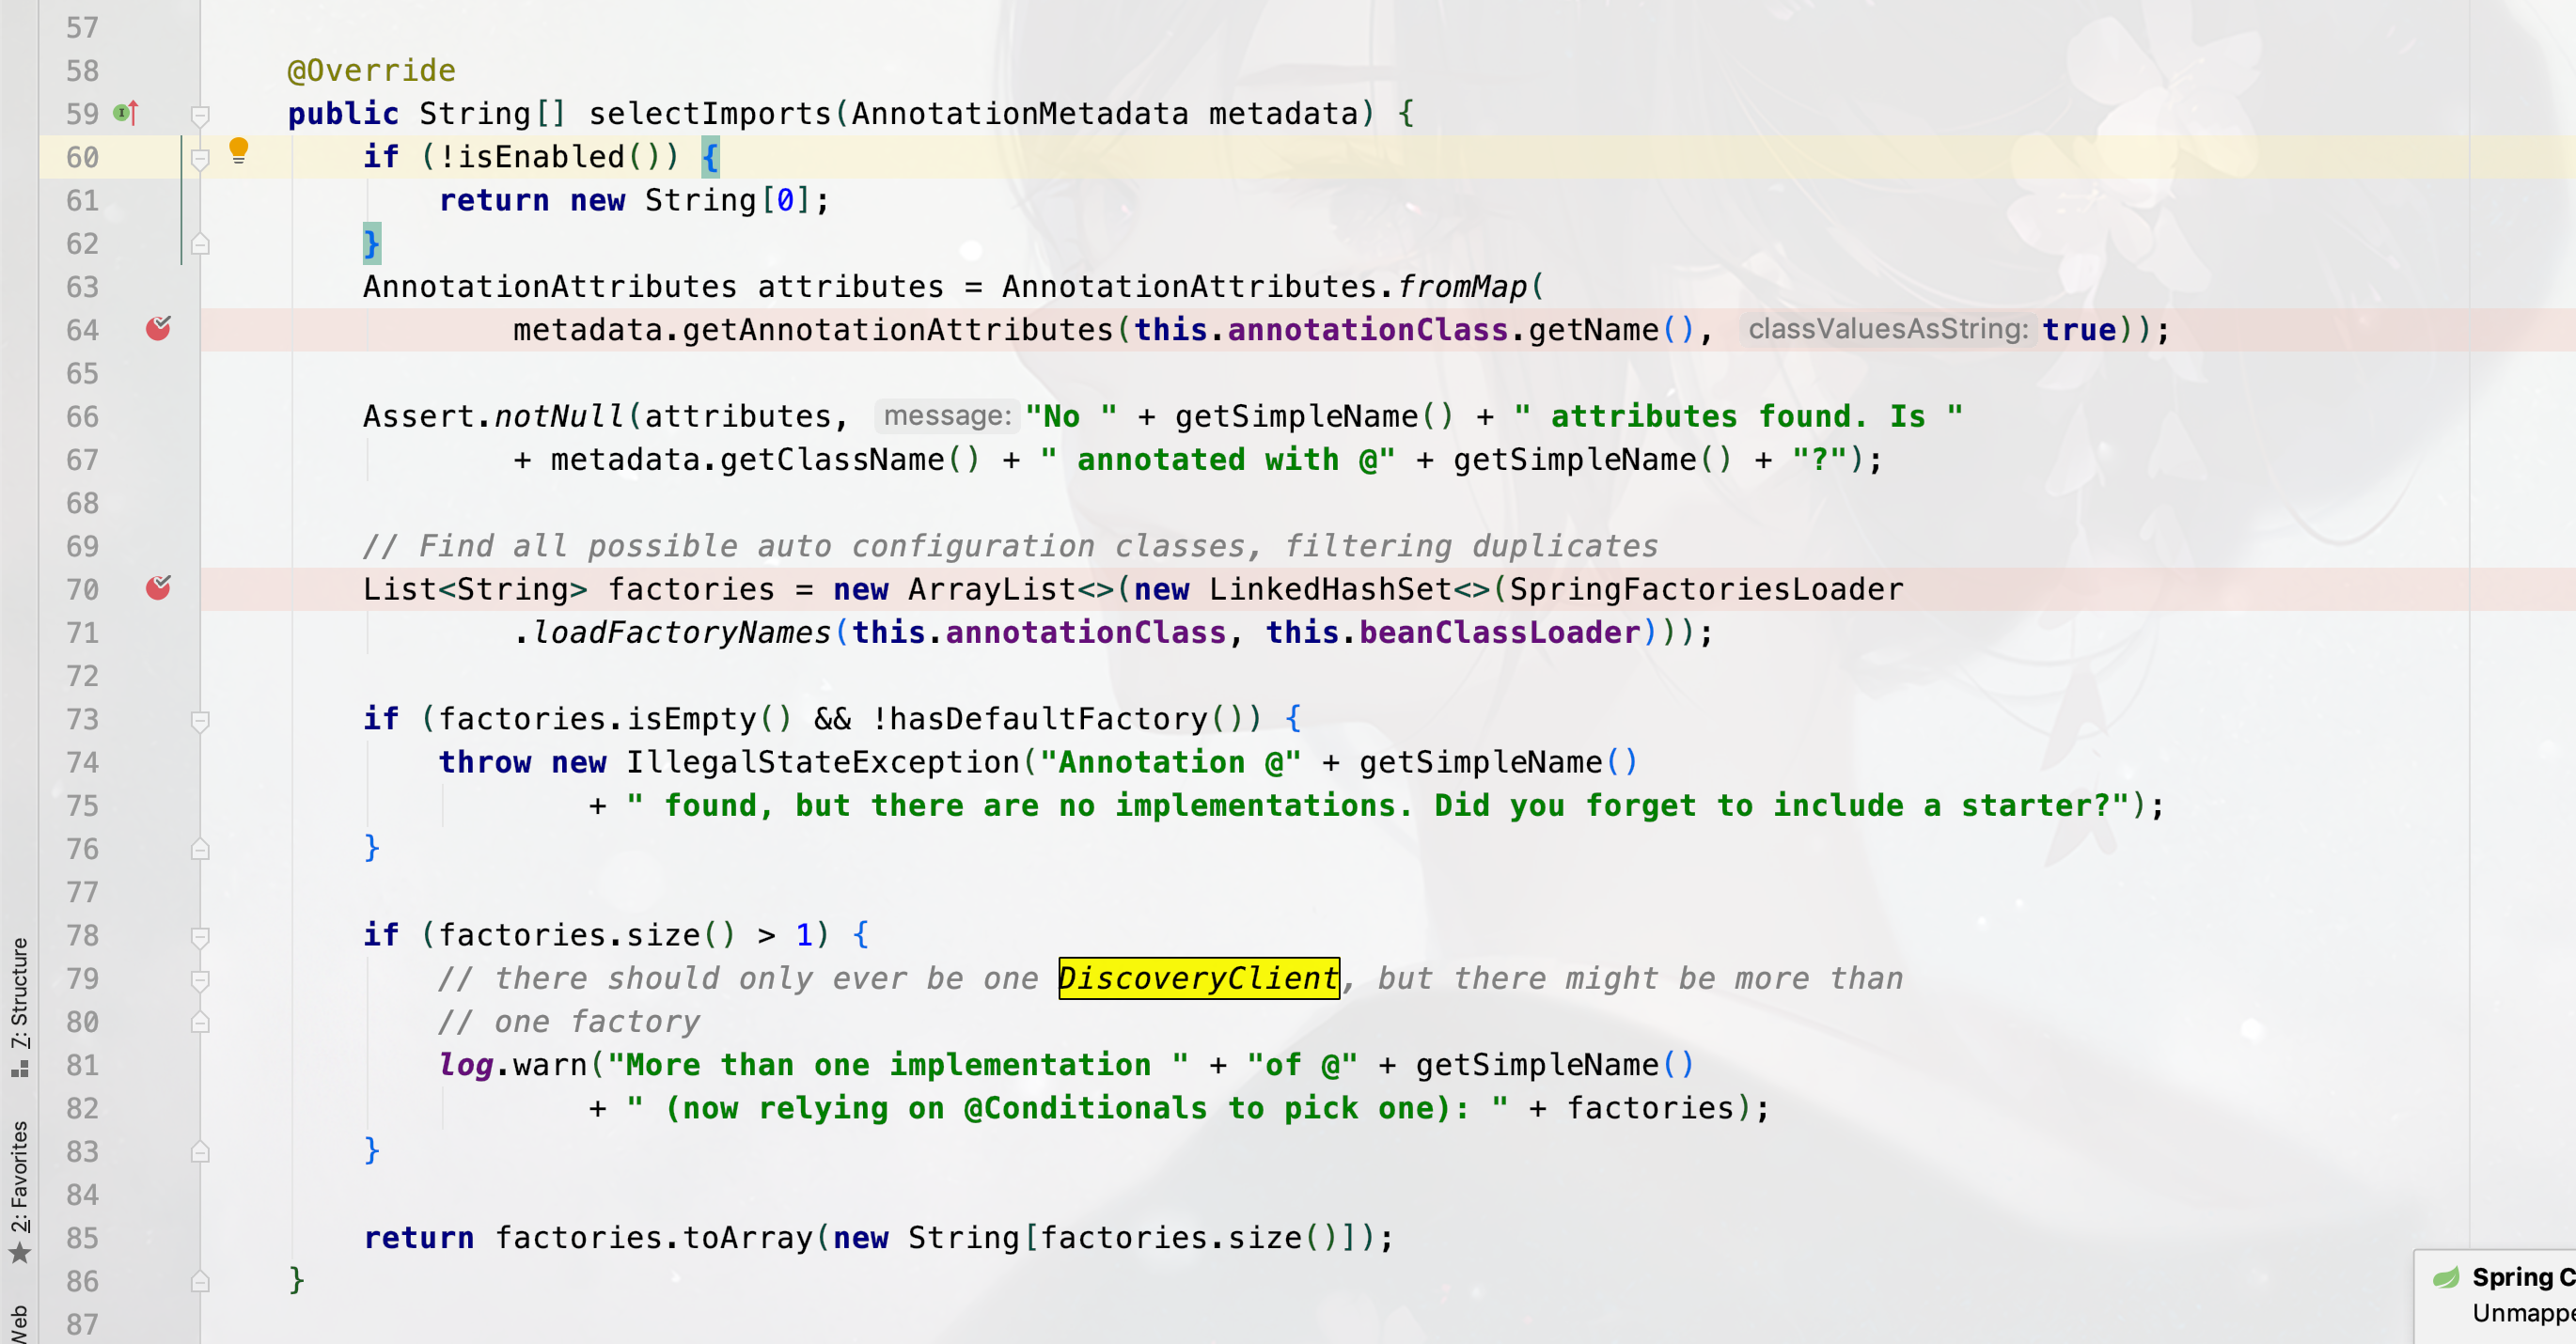 57
58 @Override
59 public String[] selectImports(AnnotationMetadata metadata) {
60 if (!isEnabled()) {
61 return new String[0];
62 }
63 AnnotationAttributes attributes = AnnotationAttributes.fromMap(
64 metadata.getAnnotationAttributes(this.annotationClass.getName(), classValuesAsString: true));
65
66 Assert.notNull(attributes, message: "No " + getSimpleName() + " attributes found. Is "
67 + metadata.getClassName() + " annotated with @" + getSimpleName() + "?");
68
69 // Find all possible auto configuration classes, filtering duplicates
70 List<String> factories = new ArrayList<>(new LinkedHashSet<>(SpringFactoriesLoader
71 .loadFactoryNames(this.annotationClass, this.beanClassLoader)));
72
73 if (factories.isEmpty() && !hasDefaultFactory()) {
74 throw new IllegalStateException("Annotation @" + getSimpleName()
75 + " found, but there are no implementations. Did you forget to include a starter?");
76 }
77
78 if (factories.size() > 1) {
79 // there should only ever be one DiscoveryClient, but there might be more than
80 // one factory
81 log.warn("More than one implementation " + "of @" + getSimpleName()
82 + " (now relying on @Conditionals to pick one): " + factories);
83 }
84
85 return factories.toArray(new String[factories.size()]);
86 }
87
7: Structure
2: Favorites
Web
Spring C
Unmappe